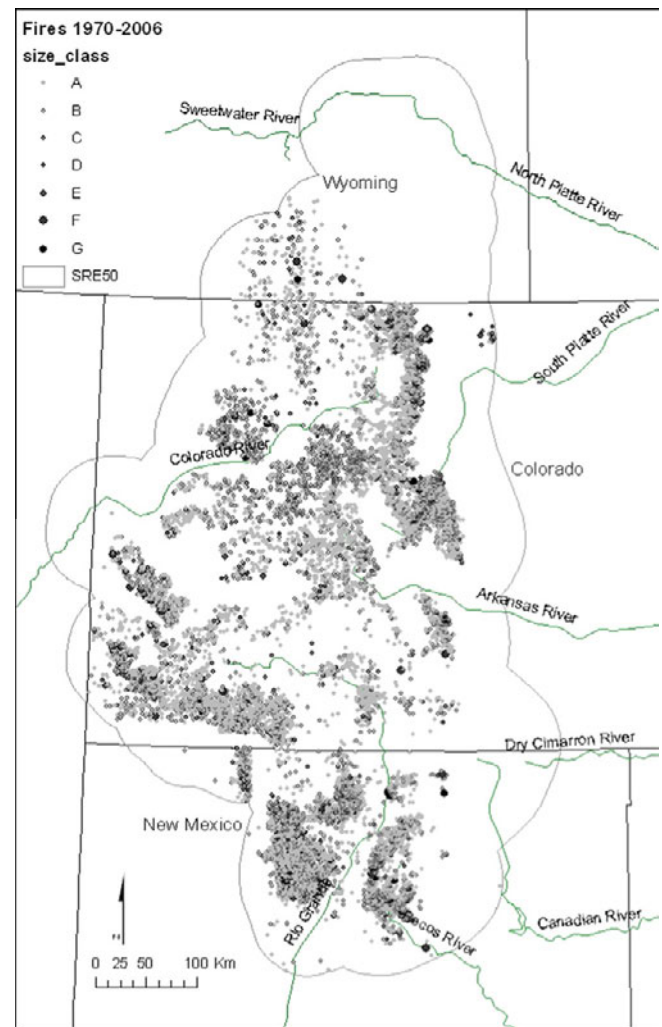 Fires 1970-2006
size_class
A
B
C
D
E
F
G
SRE50
Sweetwater River
Wyoming
North Platte River
South Platte River
Colorado River
Colorado
Arkansas River
Dry Cimarron River
New Mexico
Rio Grande
Pecos River
Canadian River
N
0 25 50 100 Km